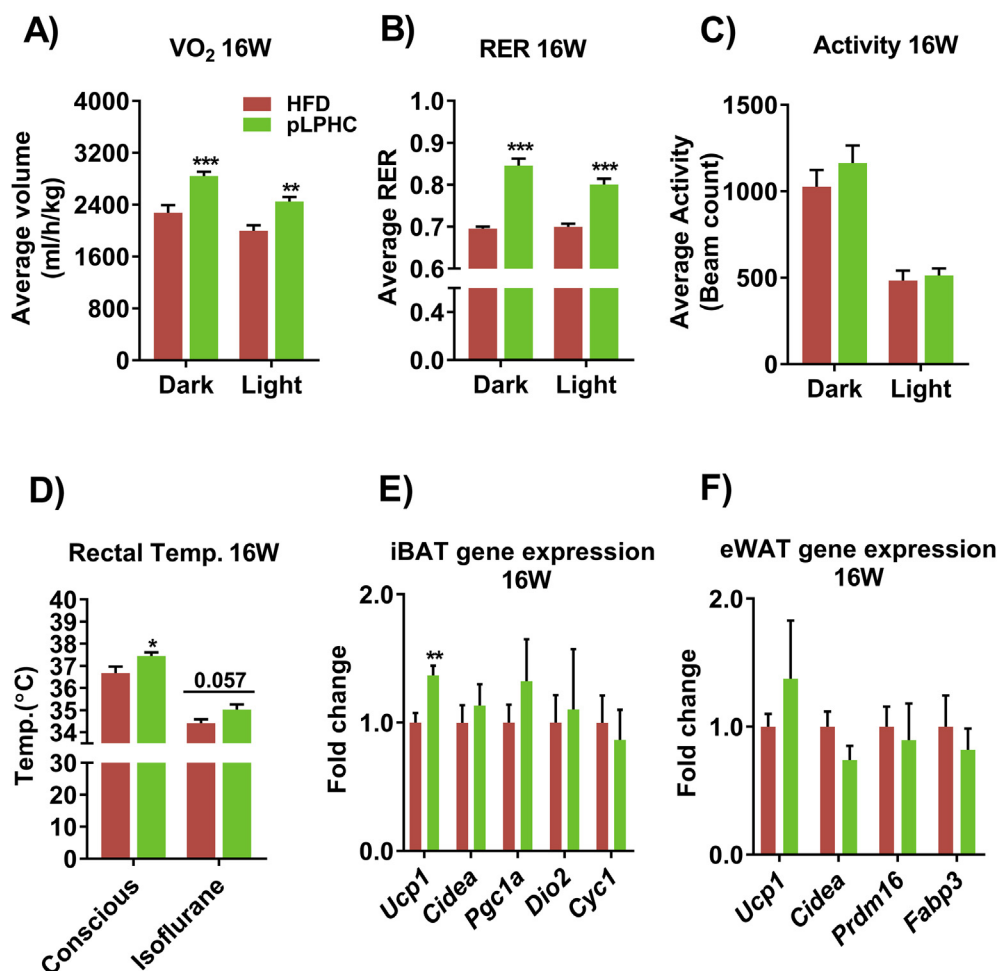 A)
VO₂ 16W
Average volume
(ml/h/kg)
4000
3200
2400
1600
800
0
***
**
HFD
pLPHC
Dark
Light
B)
RER 16W
Average RER
1.0
0.9
0.8
0.7
0.6
0.4
0.2
0.0
***
***
Dark
Light
C)
Activity 16W
Average Activity
(Beam count)
1500
1000
500
0
Dark
Light
D)
Rectal Temp. 16W
Temp.(°C)
40
39
38
37
36
35
34
30
20
10
0
*
0.057
Conscious
Isoflurane
E)
iBAT gene expression
16W
Fold change
2.0
1.0
0.0
**
Ucp1
Cidea
Pgc1a
Dio2
Cyc1
F)
eWAT gene expression
16W
Fold change
2.0
1.0
0.0
Ucp1
Cidea
Prdm16
Fabp3